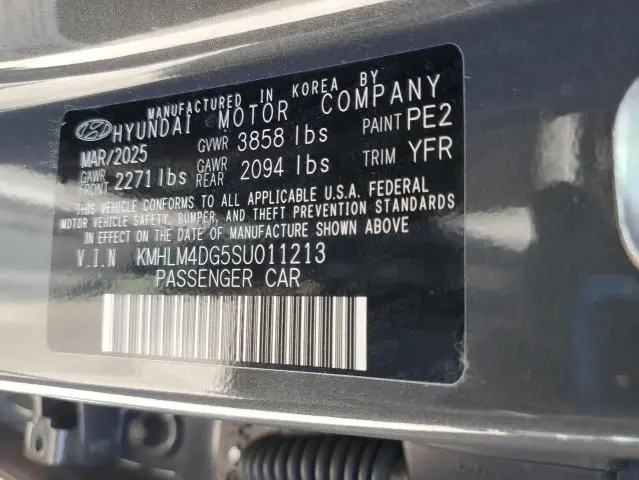 MANUFACTURED IN KOREA BY
HYUNDAI MOTOR COMPANY
MAR/2025 GVWR 3858 lbs PAINT PE2
GAWR FRONT 2271 lbs GAWR REAR 2094 lbs TRIM YFR
THIS VEHICLE CONFORMS TO ALL APPLICABLE U.S.A. FEDERAL
MOTOR VEHICLE SAFETY, BUMPER, AND THEFT PREVENTION STANDARDS
IN EFFECT ON THE DATE OF MANUFACTURE SHOWN ABOVE
V.I.N KMHLM4DG5SU011213
PASSENGER CAR